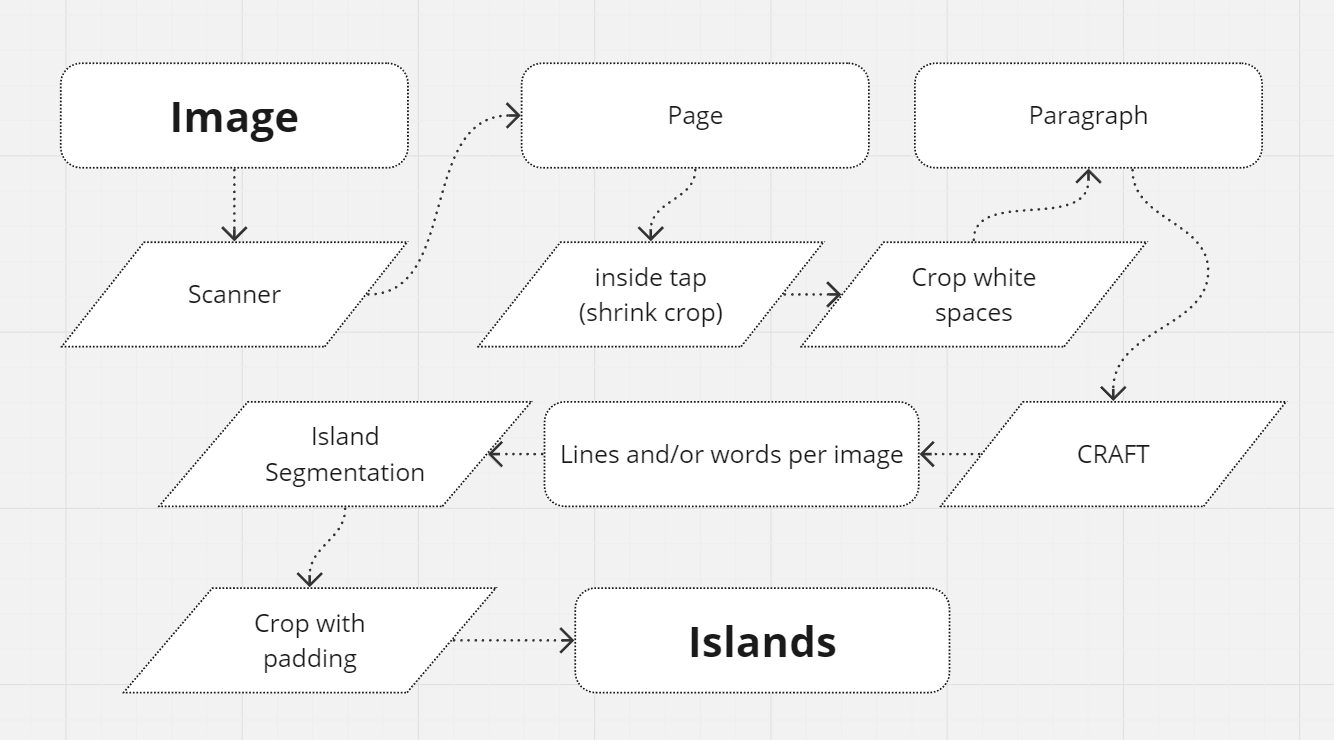 Image
Page
Paragraph
Scanner
inside tap
(shrink crop)
Crop white
spaces
Island
Segmentation
Lines and/or words per image
CRAFT
Crop with
padding
Islands